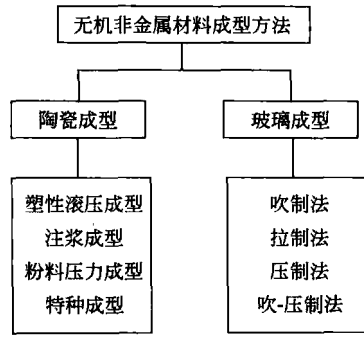 无机非金属材料成型方法
陶瓷成型
玻璃成型
塑性滚压成型
注浆成型
粉料压力成型
特种成型
吹制法
拉制法
压制法
吹-压制法